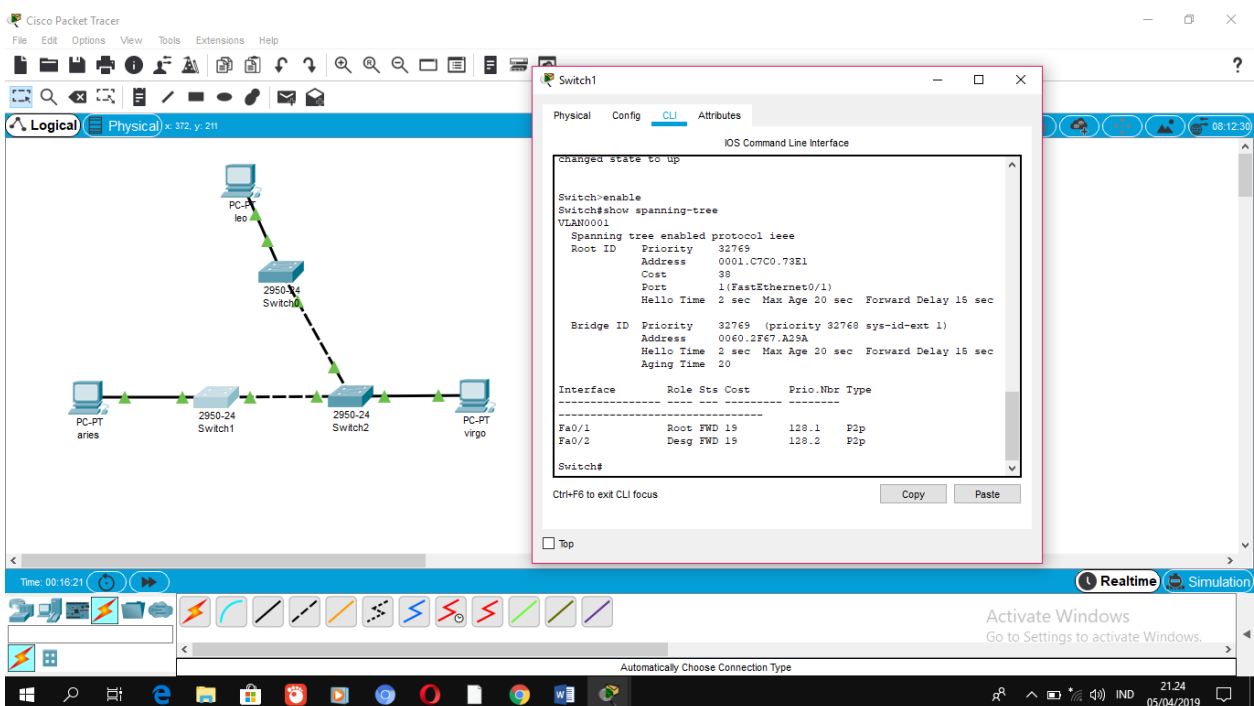 Cisco Packet Tracer
File Edit Options View Tools Extensions Help
?
Logical Physical x: 372, y: 211
08:12:30
PC-PT
leo
2950-24
Switch0
PC-PT
aries
2950-24
Switch1
2950-24
Switch2
PC-PT
virgo
Switch1
Physical Config CLI Attributes
IOS Command Line Interface
changed state to up
Switch>enable
Switch#show spanning-tree
VLAN0001
Spanning tree enabled protocol ieee
Root ID Priority 32769
Address 0001.C7C0.73E1
Cost 38
Port 1(FastEthernet0/1)
Hello Time 2 sec Max Age 20 sec Forward Delay 15 sec
Bridge ID Priority 32769 (priority 32768 sys-id-ext 1)
Address 0060.2F67.A29A
Hello Time 2 sec Max Age 20 sec Forward Delay 15 sec
Aging Time 20
Interface Role Sts Cost Prio.Nbr Type
---------------- ---- --- --------- --------
--------------------------------
Fa0/1 Root FWD 19 128.1 P2p
Fa0/2 Desg FWD 19 128.2 P2p
Switch#
Ctrl+F6 to exit CLI focus
Copy Paste
Top
Time: 00:16:21
Realtime Simulation
Activate Windows
Go to Settings to activate Windows.
Automatically Choose Connection Type
IND
21.24
05/04/2019